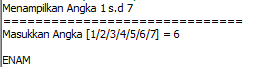 Menampilkan Angka 1 s.d 7
==============================
Masukkan Angka [1/2/3/4/5/6/7] = 6
ENAM